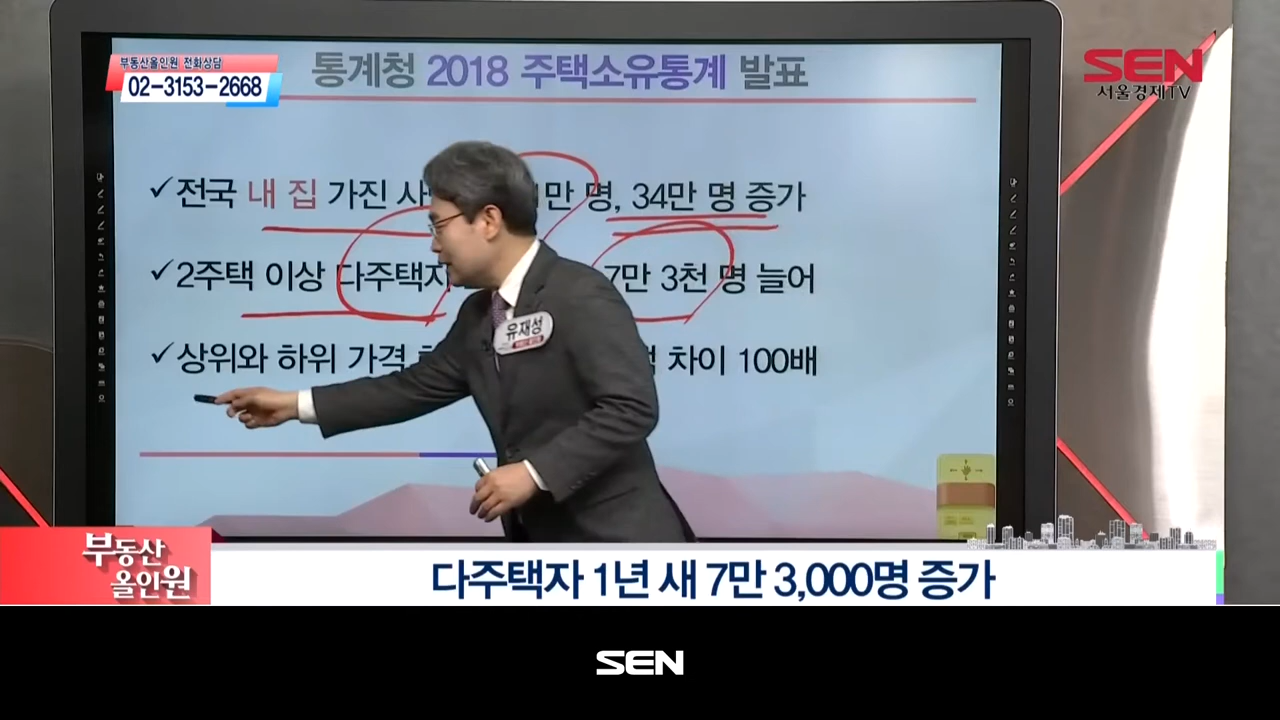 부동산올인원 전화상담
02-3153-2668
통계청 2018 주택소유통계 발표
SEN
서울경제TV
✓전국 내 집 가진 1만 명, 34만 명 증가
✓2주택 이상 다주택자 7만 3천 명 늘어
✓상위와 하위 가격 차이 100배
유재성
부동산
올인원
다주택자 1년 새 7만 3,000명 증가
SEN